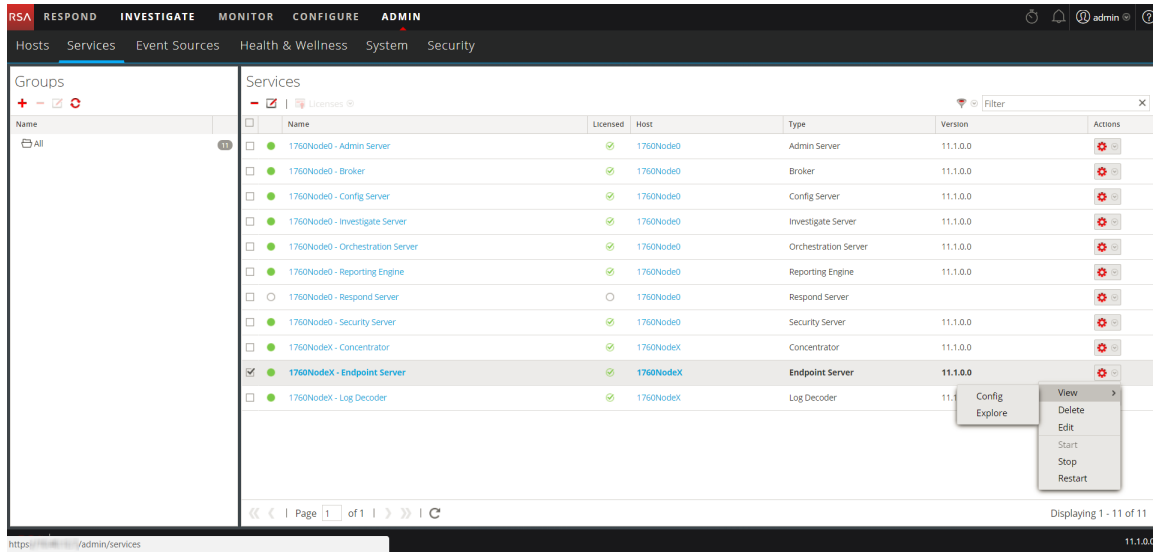 RSA RESPOND INVESTIGATE MONITOR CONFIGURE ADMIN admin
Hosts Services Event Sources Health & Wellness System Security
Groups
Name
All 11
Services
Licenses Filter
Name Licensed Host Type Version Actions
1760Node0 - Admin Server 1760Node0 Admin Server 11.1.0.0
1760Node0 - Broker 1760Node0 Broker 11.1.0.0
1760Node0 - Config Server 1760Node0 Config Server 11.1.0.0
1760Node0 - Investigate Server 1760Node0 Investigate Server 11.1.0.0
1760Node0 - Orchestration Server 1760Node0 Orchestration Server 11.1.0.0
1760Node0 - Reporting Engine 1760Node0 Reporting Engine 11.1.0.0
1760Node0 - Respond Server 1760Node0 Respond Server
1760Node0 - Security Server 1760Node0 Security Server 11.1.0.0
1760NodeX - Concentrator 1760NodeX Concentrator 11.1.0.0
1760NodeX - Endpoint Server 1760NodeX Endpoint Server 11.1.0.0
1760NodeX - Log Decoder 1760NodeX Log Decoder 11.1
Config
Explore
View
Delete
Edit
Start
Stop
Restart
Page 1 of 1 Displaying 1 - 11 of 11
https /admin/services
11.1.0.0